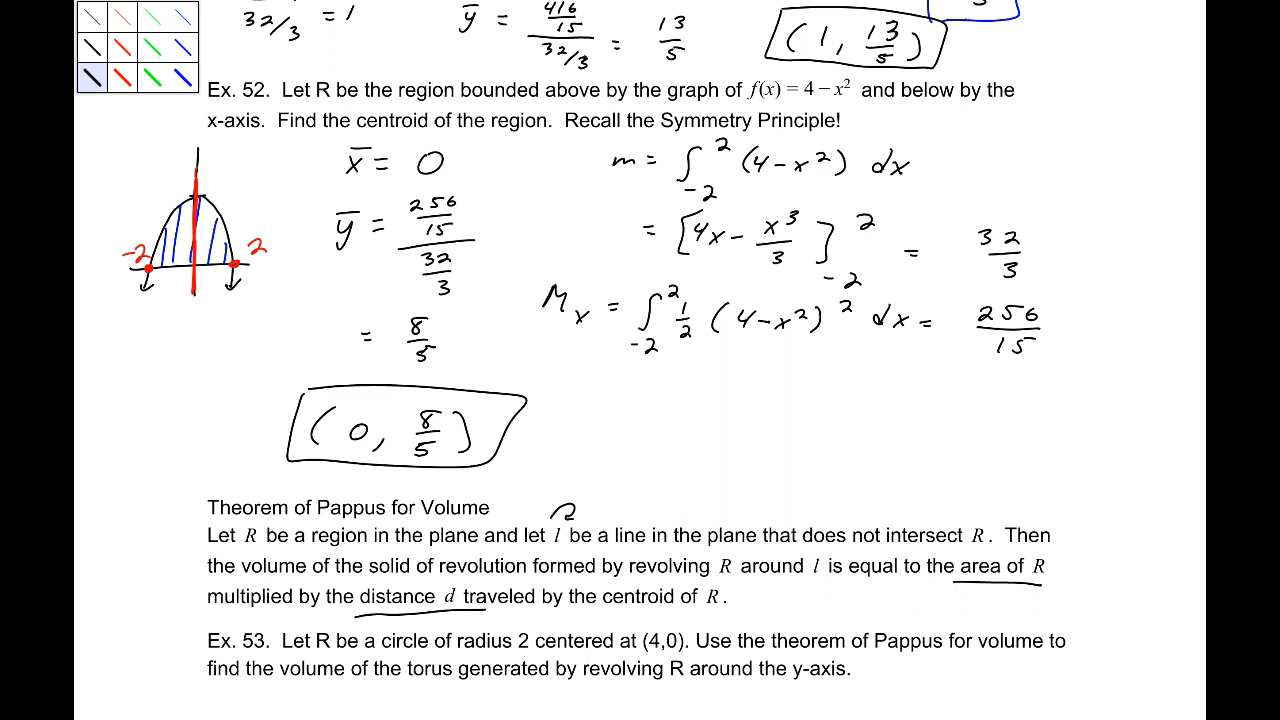 32/3 = 1 y̅ = 416/15 / 32/3 = 13/5 (1, 13/5)
Ex. 52. Let R be the region bounded above by the graph of f(x) = 4 − x² and below by the
x-axis. Find the centroid of the region. Recall the Symmetry Principle!
x̅ = 0
m = ∫_{-2}^{2} (4 − x²) dx
y̅ = 256/15 / 32/3
= [4x − x³/3]_{-2}^{2} = 32/3
-2 2
M_x = ∫_{-2}^{2} 1/2 (4 − x²)² dx = 256/15
= 8/5
(0, 8/5)
Theorem of Pappus for Volume
Let R be a region in the plane and let l be a line in the plane that does not intersect R. Then
the volume of the solid of revolution formed by revolving R around l is equal to the area of R
multiplied by the distance d traveled by the centroid of R.
Ex. 53. Let R be a circle of radius 2 centered at (4,0). Use the theorem of Pappus for volume to
find the volume of the torus generated by revolving R around the y-axis.